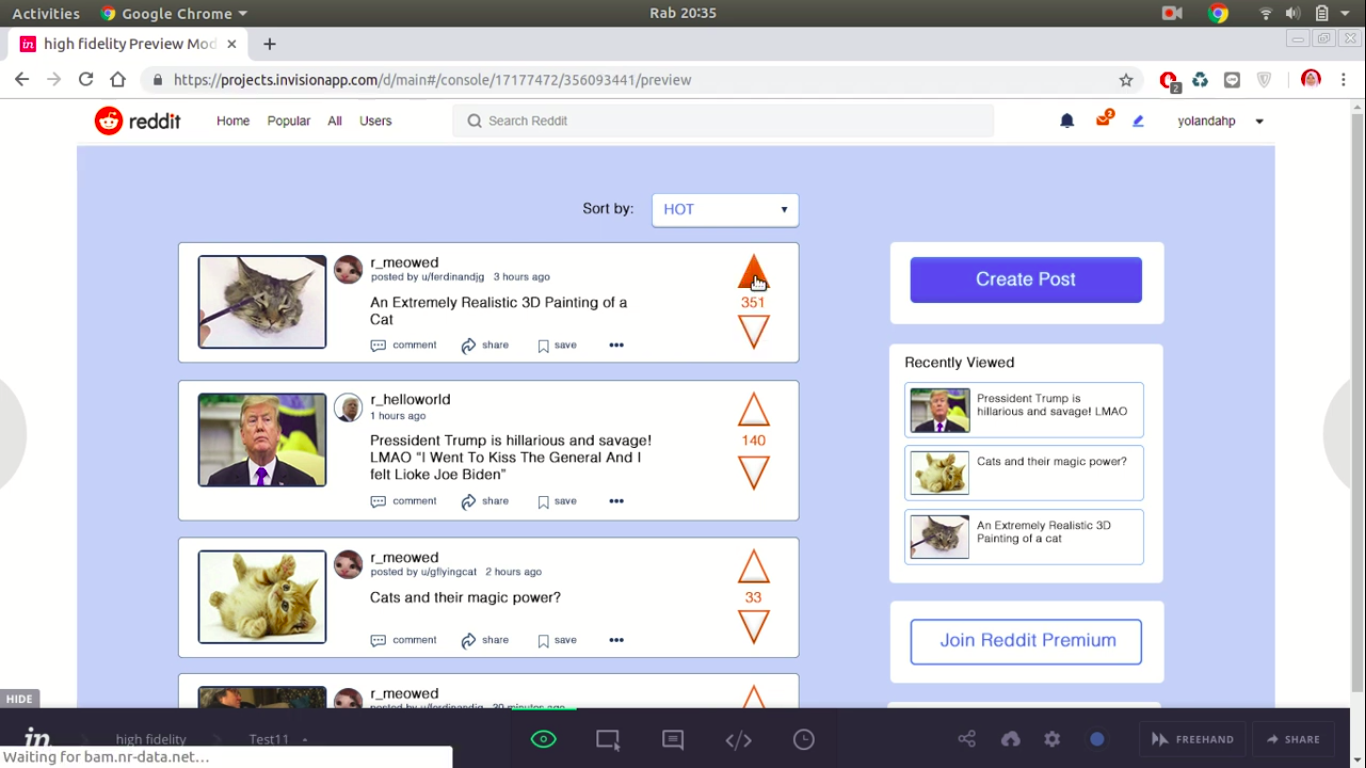 Activities Google Chrome Rab 20:35
high fidelity Preview Mod
https://projects.invisionapp.com/d/main#/console/17177472/356093441/preview 2
reddit Home Popular All Users Search Reddit 2 yolandahp
Sort by: HOT
r_meowed
posted by u/ferdinandjg 3 hours ago
An Extremely Realistic 3D Painting of a
Cat
comment share save
351
r_helloworld
1 hours ago
Pressident Trump is hillarious and savage!
LMAO “I Went To Kiss The General And I
felt Lioke Joe Biden”
comment share save
140
r_meowed
posted by u/gflyingcat 2 hours ago
Cats and their magic power?
comment share save
33
r_meowed
posted by u/ferdinandjg 30 minutes ago
Create Post
Recently Viewed
Pressident Trump is
hillarious and savage! LMAO
Cats and their magic power?
An Extremely Realistic 3D
Painting of a cat
Join Reddit Premium
HIDE
in high fidelity Test11 FREEHAND SHARE
Waiting for bam.nr-data.net...